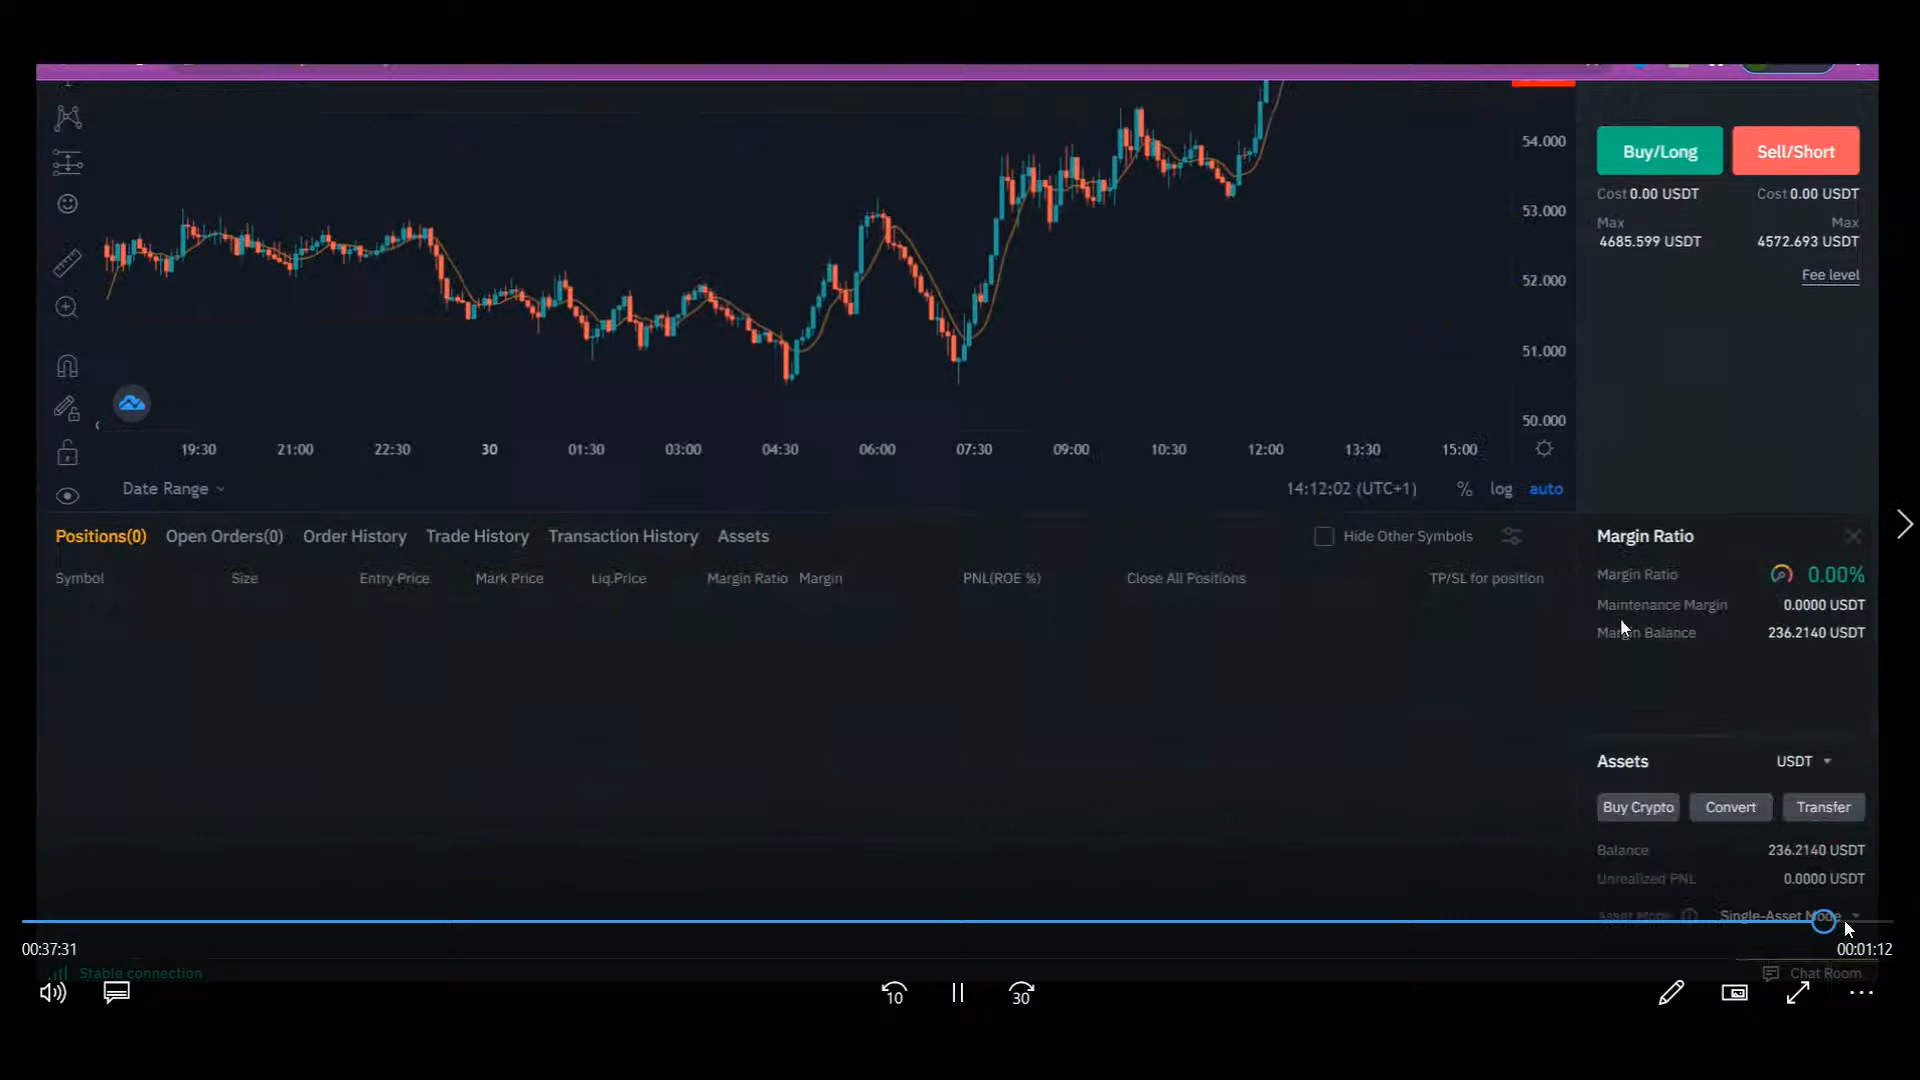 54.000
53.000
52.000
51.000
50.000
Buy/Long Sell/Short
Cost 0.00 USDT Cost 0.00 USDT
Max Max
4685.599 USDT 4572.693 USDT
Fee level
19:30 21:00 22:30 30 01:30 03:00 04:30 06:00 07:30 09:00 10:30 12:00 13:30 15:00
Date Range 14:12:02 (UTC+1) % log auto
Positions(0) Open Orders(0) Order History Trade History Transaction History Assets Hide Other Symbols
Symbol Size Entry Price Mark Price Liq.Price Margin Ratio Margin PNL(ROE %) Close All Positions TP/SL for position
Margin Ratio
Margin Ratio 0.00%
Maintenance Margin 0.0000 USDT
Margin Balance 236.2140 USDT
Assets USDT
Buy Crypto Convert Transfer
Balance 236.2140 USDT
Unrealized PNL 0.0000 USDT
Asset Mode Single-Asset Mode
00:37:31 00:01:12
Stable connection Chat Room
10 30